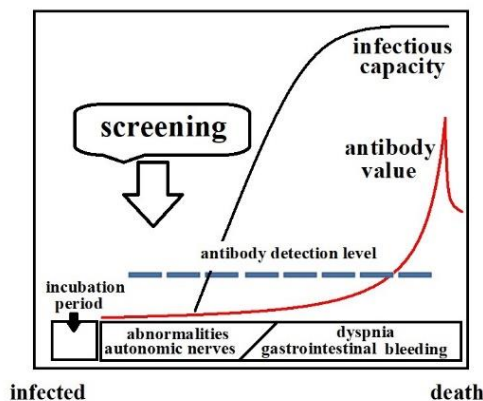 infectious
capacity
screening
antibody
value
antibody detection level
incubation
period
abnormalities
autonomic nerves
dyspnia
gastrointestinal bleeding
infected
death